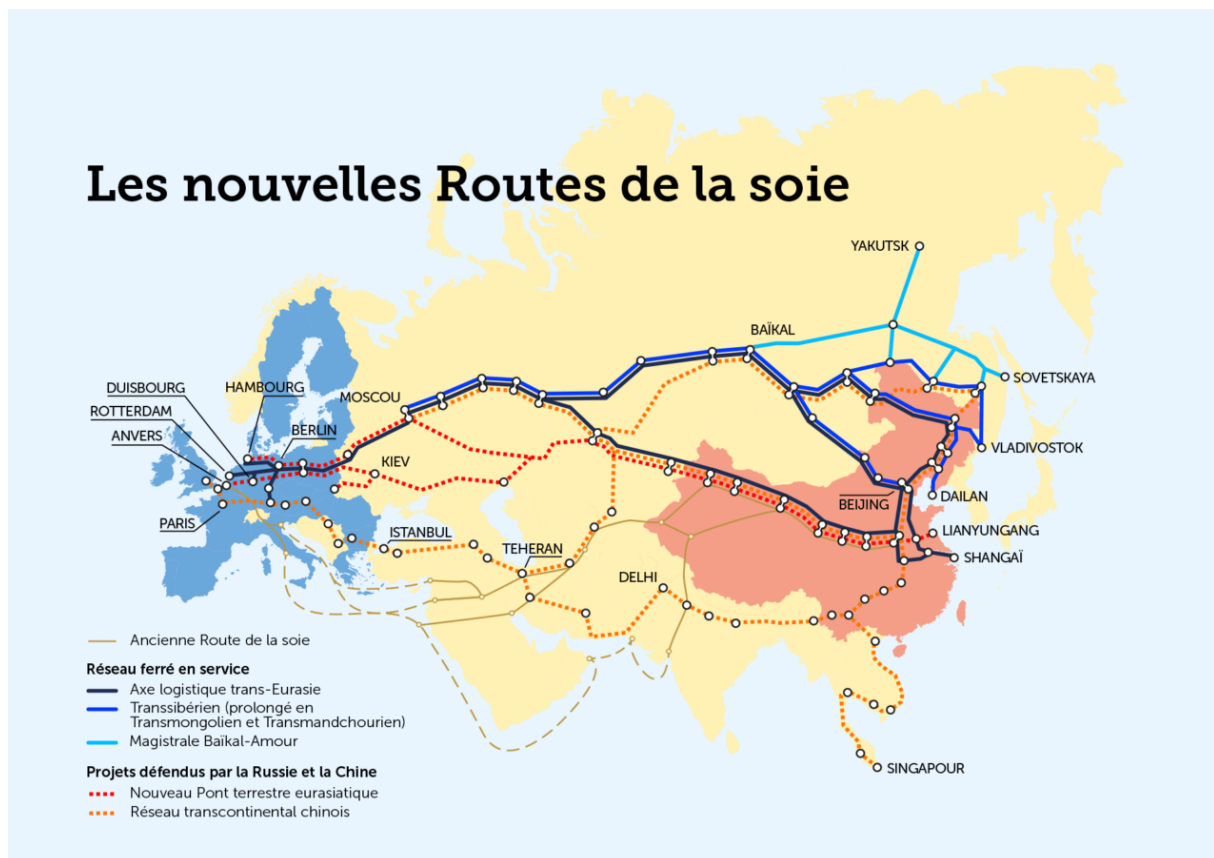 Les nouvelles Routes de la soie
YAKUTSK
BAÏKAL
SOVETSKAYA
DUISBOURG
HAMBOURG
MOSCOU
ROTTERDAM
ANVERS
BERLIN
KIEV
VLADIVOSTOK
DAILAN
BEIJING
PARIS
ISTANBUL
LIANYUNGANG
TEHERAN
SHANGAÏ
DELHI
SINGAPOUR
Ancienne Route de la soie
Réseau ferré en service
Axe logistique trans-Eurasie
Transsibérien (prolongé en
Transmongolien et Transmandchourien)
Magistrale Baïkal-Amour
Projets défendus par la Russie et la Chine
Nouveau Pont terrestre eurasiatique
Réseau transcontinental chinois